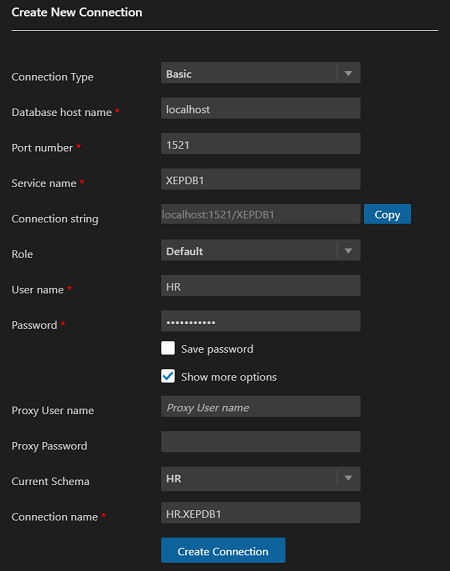 Create New Connection
Connection Type Basic
Database host name * localhost
Port number * 1521
Service name * XEPDB1
Connection string localhost:1521/XEPDB1 Copy
Role Default
User name * HR
Password * •••••••••••
Save password
Show more options
Proxy User name Proxy User name
Proxy Password
Current Schema HR
Connection name * HR.XEPDB1
Create Connection